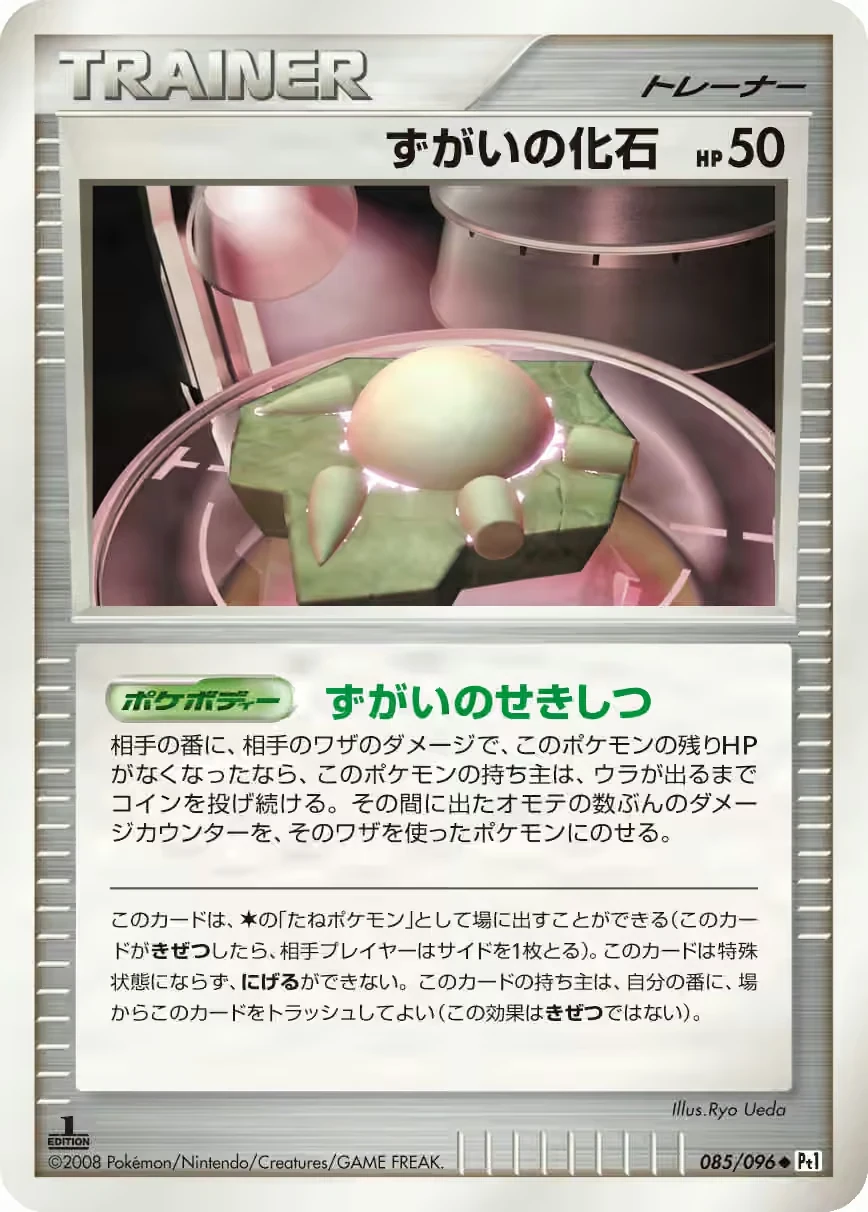 TRAINER
トレーナー
ずがいの化石 HP 50
ポケボディー ずがいのせきしつ
相手の番に、相手のワザのダメージで、このポケモンの残りHP
がなくなったなら、このポケモンの持ち主は、ウラが出るまで
コインを投げ続ける。その間に出たオモテの数ぶんのダメー
ジカウンターを、そのワザを使ったポケモンにのせる。
このカードは、✶の「たねポケモン」として場に出すことができる（このカー
ドがきぜつしたら、相手プレイヤーはサイドを1枚とる）。このカードは特殊
状態にならず、にげるができない。このカードの持ち主は、自分の番に、場
からこのカードをトラッシュしてよい（この効果はきぜつではない）。
Illus.Ryo Ueda
1
EDITION
©2008 Pokémon/Nintendo/Creatures/GAME FREAK.
085/096 ◆ Pt1